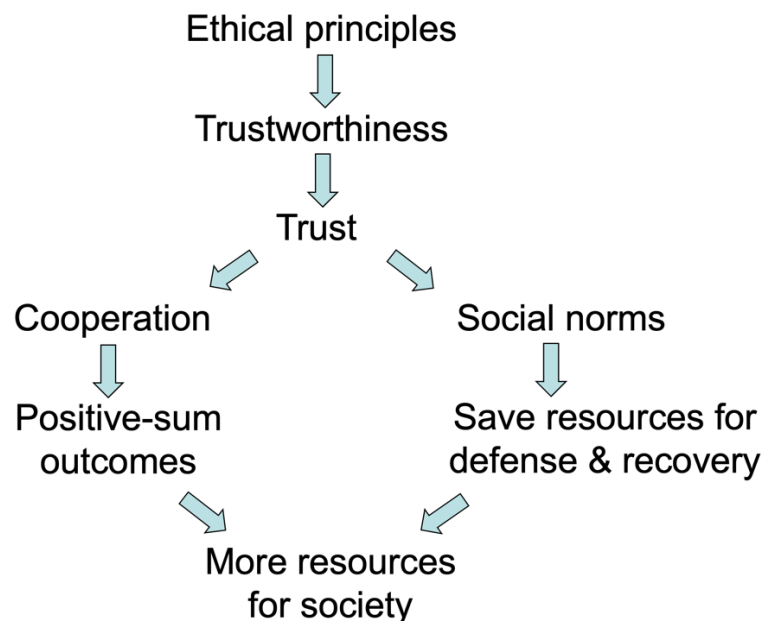 Ethical principles
Trustworthiness
Trust
Cooperation
Social norms
Positive-sum
outcomes
Save resources for
defense & recovery
More resources
for society